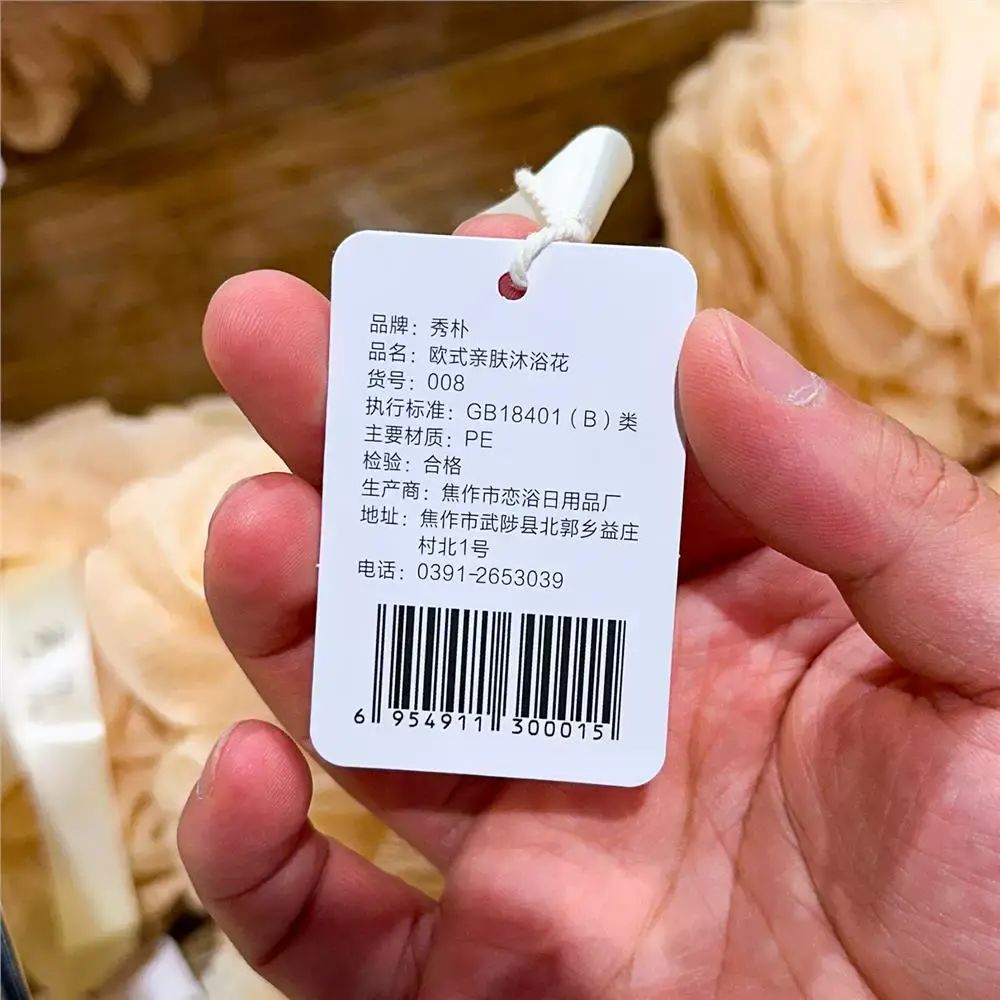 品牌：秀朴
品名：欧式亲肤沐浴花
货号：008
执行标准：GB18401（B）类
主要材质：PE
检验：合格
生产商：焦作市恋浴日用品厂
地址：焦作市武陟县北郭乡益庄
村北1号
电话：0391-2653039
6 954911 300015